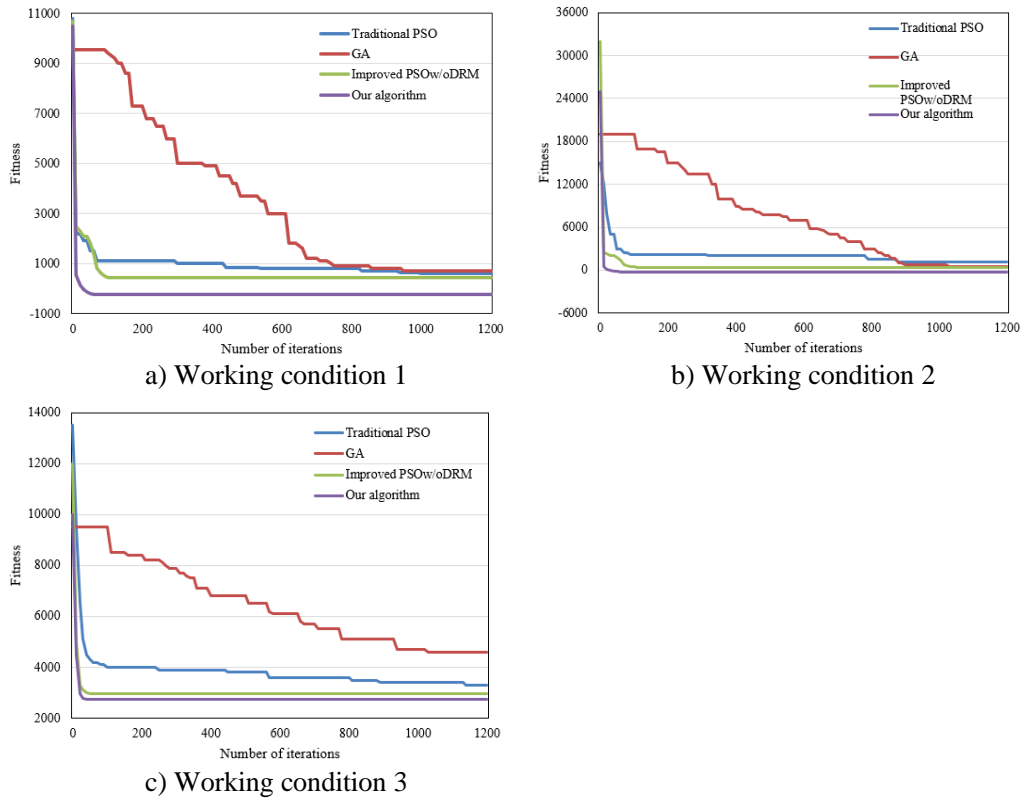 11000
9000
7000
5000
3000
1000
-1000
Fitness
0 200 400 600 800 1000 1200
Number of iterations
Traditional PSO
GA
Improved PSOw/oDRM
Our algorithm
a) Working condition 1
36000
30000
24000
18000
12000
6000
0
-6000
Fitness
0 200 400 600 800 1000 1200
Number of iterations
Traditional PSO
GA
Improved
PSOw/oDRM
Our algorithm
b) Working condition 2
14000
12000
10000
8000
6000
4000
2000
Fitness
0 200 400 600 800 1000 1200
Number of iterations
Traditional PSO
GA
Improved PSOw/oDRM
Our algorithm
c) Working condition 3